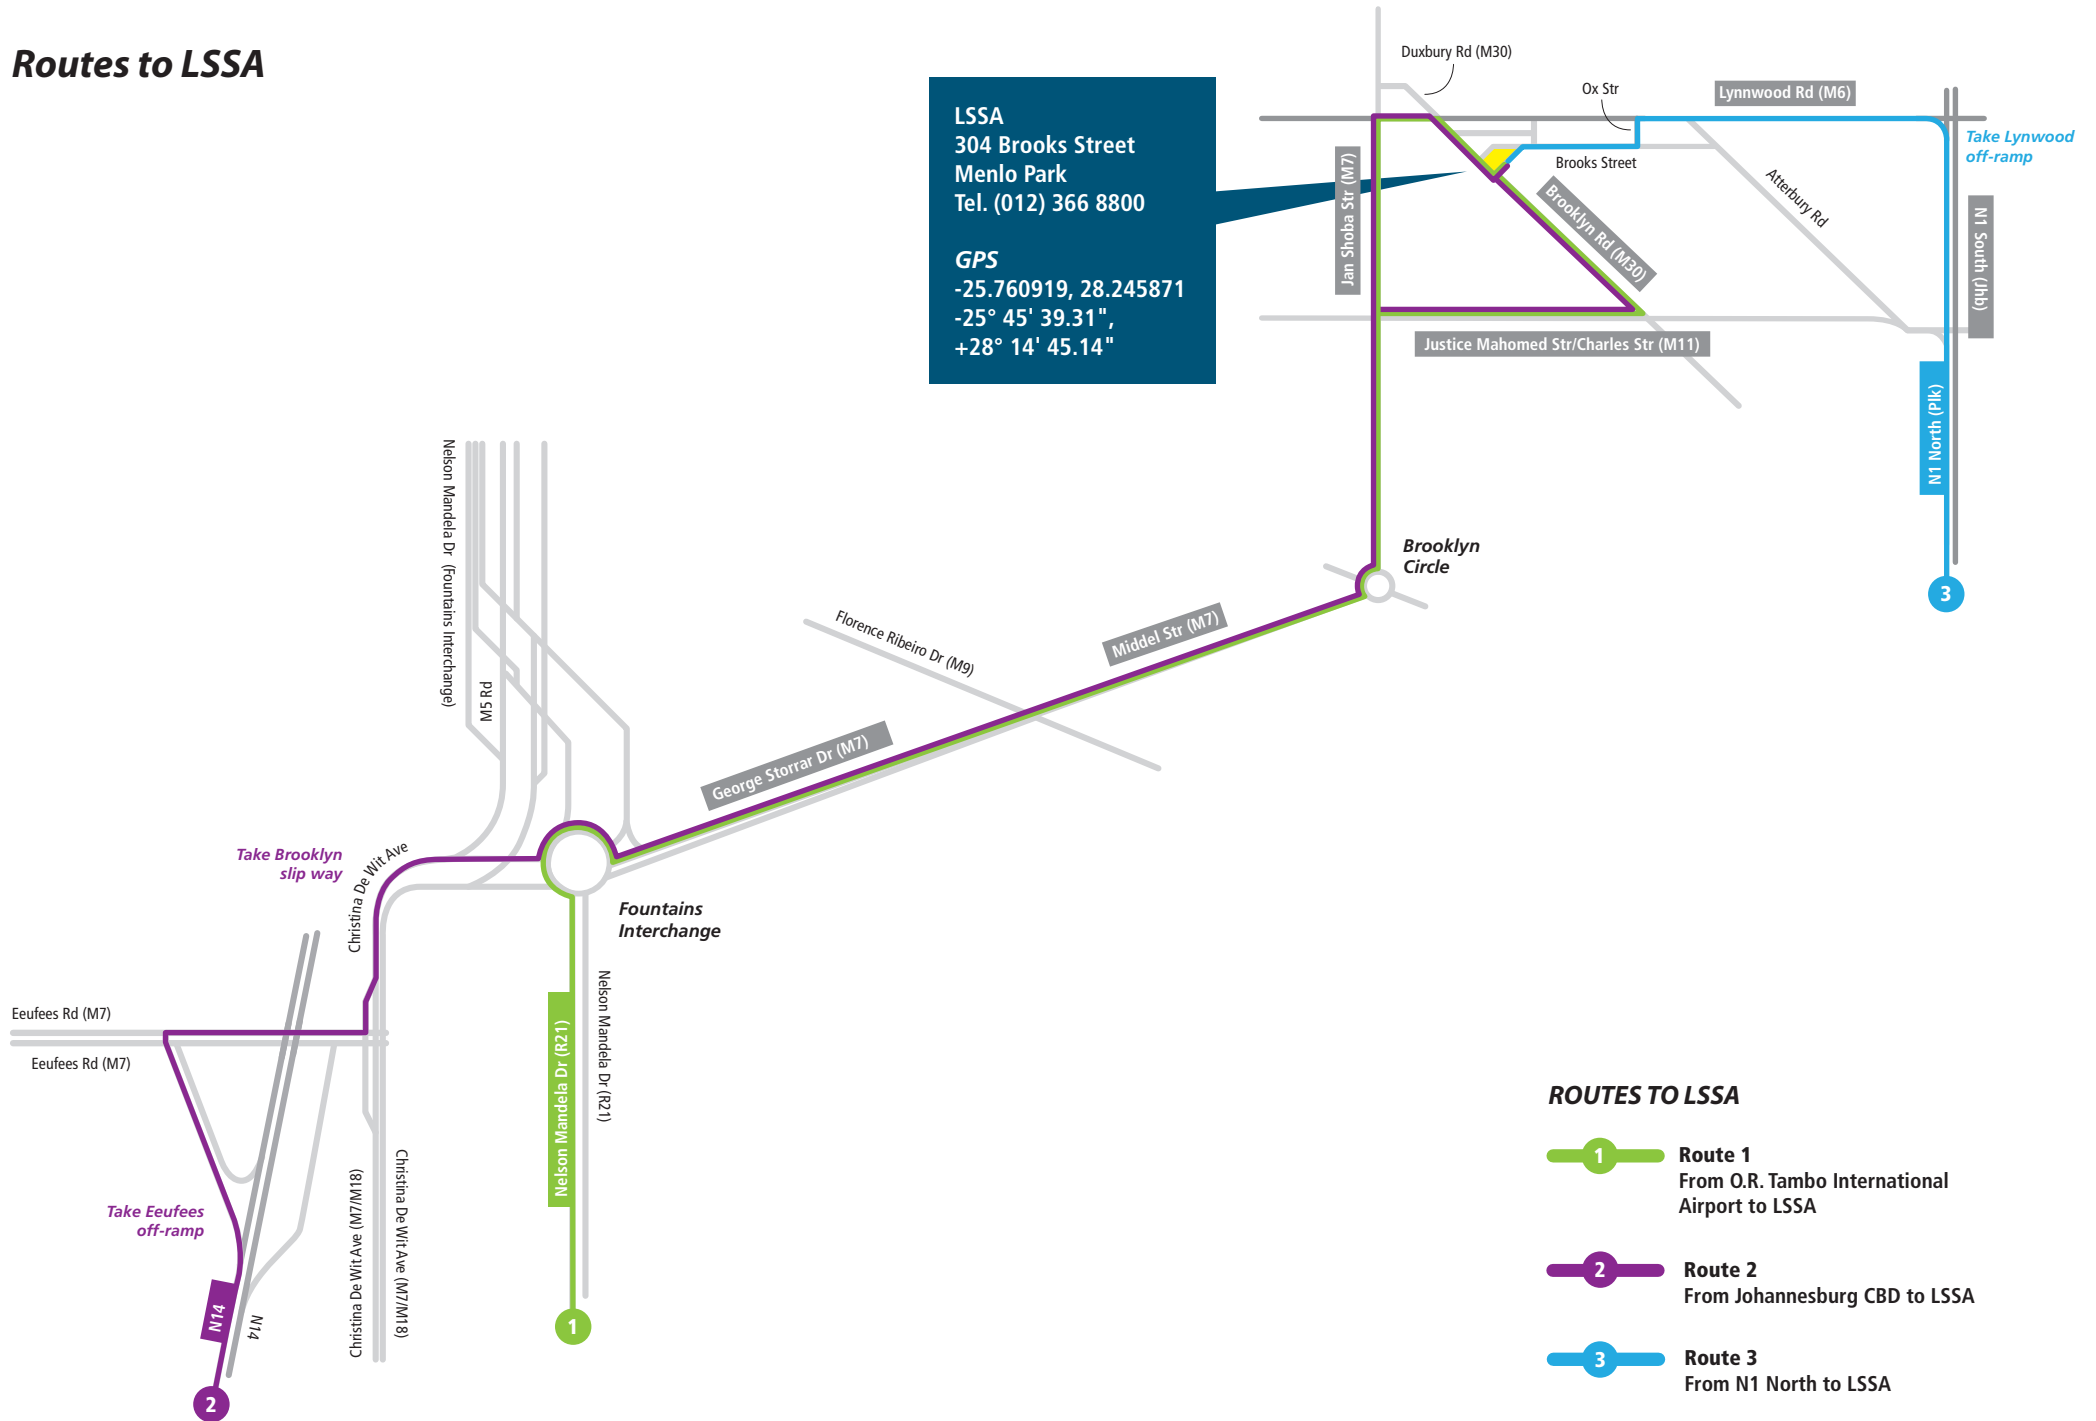 Routes to LSSA
LSSA
304 Brooks Street
Menlo Park
Tel. (012) 366 8800
GPS
-25.760919, 28.245871
-25° 45' 39.31",
+28° 14' 45.14"
Duxbury Rd (M30)
Ox Str
Lynnwood Rd (M6)
Take Lynwood
off-ramp
Jan Shoba Str (M7)
Brooks Street
Brooklyn Rd (M30)
Atterbury Rd
N1 South (Jhb)
Justice Mahomed Str/Charles Str (M11)
N1 North (Plk)
3
Brooklyn
Circle
Nelson Mandela Dr (Fountains Interchange)
M5 Rd
Florence Ribeiro Dr (M9)
Middel Str (M7)
George Storrar Dr (M7)
Take Brooklyn
slip way
Christina De Wit Ave
Fountains
Interchange
Nelson Mandela Dr (R21)
Nelson Mandela Dr (R21)
Eeufees Rd (M7)
Eeufees Rd (M7)
Take Eeufees
off-ramp
Christina De Wit Ave (M7/M18)
Christina De Wit Ave (M7/M18)
N14
N14
1
2
ROUTES TO LSSA
1
Route 1
From O.R. Tambo International
Airport to LSSA
2
Route 2
From Johannesburg CBD to LSSA
3
Route 3
From N1 North to LSSA